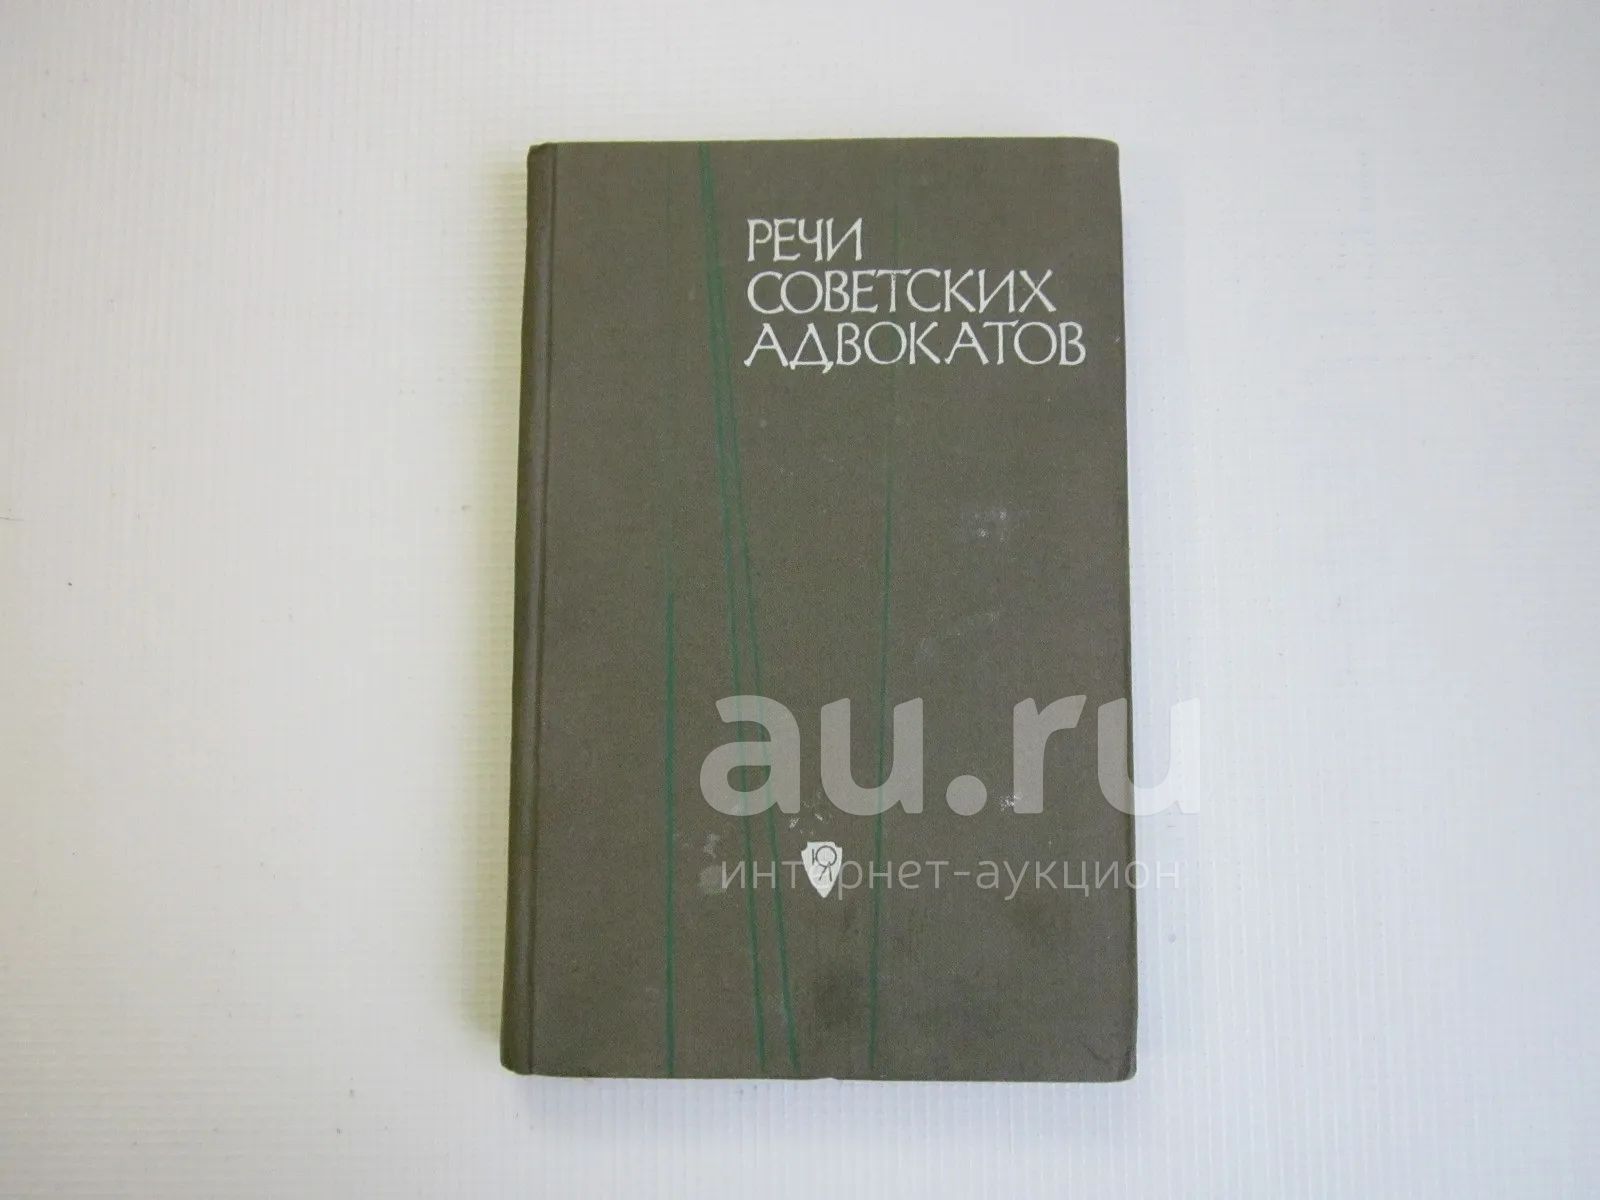 РЕЧИ
СОВЕТСКИХ
АДВОКАТОВ
au.ru
интернет-аукцион
ЮЛ